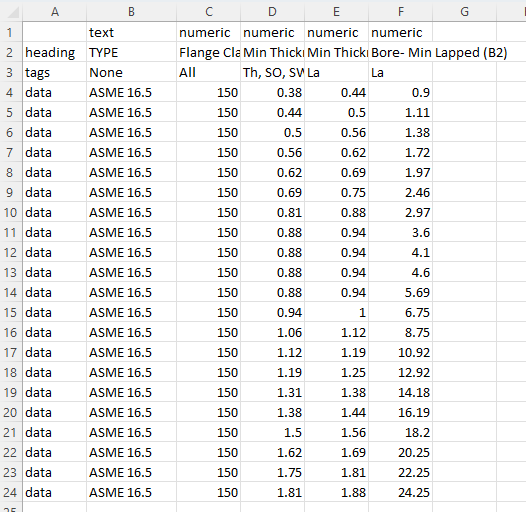 A B C D E F G
1 text numeric numeric numeric numeric
2 heading TYPE Flange Cla Min Thickn Min Thickn Bore- Min Lapped (B2)
3 tags None All Th, SO, SW La La
4 data ASME 16.5 150 0.38 0.44 0.9
5 data ASME 16.5 150 0.44 0.5 1.11
6 data ASME 16.5 150 0.5 0.56 1.38
7 data ASME 16.5 150 0.56 0.62 1.72
8 data ASME 16.5 150 0.62 0.69 1.97
9 data ASME 16.5 150 0.69 0.75 2.46
10 data ASME 16.5 150 0.81 0.88 2.97
11 data ASME 16.5 150 0.88 0.94 3.6
12 data ASME 16.5 150 0.88 0.94 4.1
13 data ASME 16.5 150 0.88 0.94 4.6
14 data ASME 16.5 150 0.88 0.94 5.69
15 data ASME 16.5 150 0.94 1 6.75
16 data ASME 16.5 150 1.06 1.12 8.75
17 data ASME 16.5 150 1.12 1.19 10.92
18 data ASME 16.5 150 1.19 1.25 12.92
19 data ASME 16.5 150 1.31 1.38 14.18
20 data ASME 16.5 150 1.38 1.44 16.19
21 data ASME 16.5 150 1.5 1.56 18.2
22 data ASME 16.5 150 1.62 1.69 20.25
23 data ASME 16.5 150 1.75 1.81 22.25
24 data ASME 16.5 150 1.81 1.88 24.25